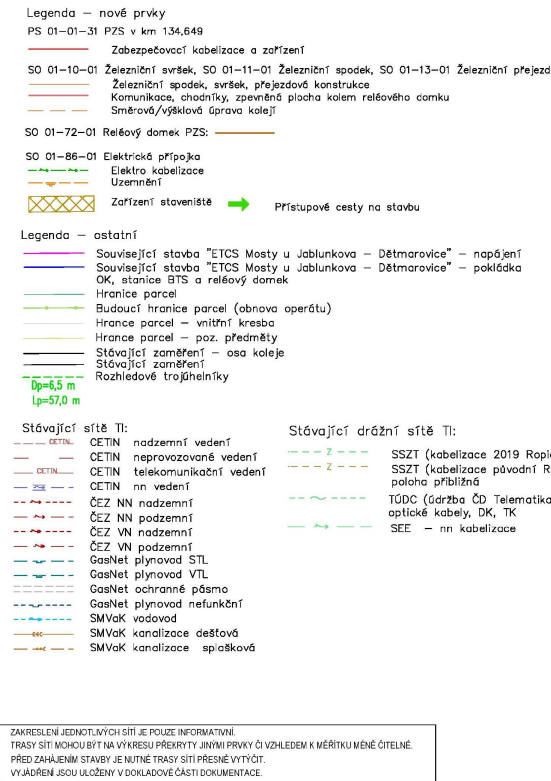 Legenda – nové prvky
PS 01-01-31 PZS v km 134,649
Zabezpečovccí kabelizace a zařízení
SO 01-10-01 Železniční svršek, SO 01-11-01 Železniční spodek, SO 01-13-01 Železniční přejezd
Železniční spodek, svršek, přejezdová konstrukce
Komunikace, chodníky, zpevněná plocha kolem reléového domku
Směrová/výšklová úprava kolejí
SO 01-72-01 Reléový domek PZS:
SO 01-86-01 Elektrická přípojka
Elektro kabelizace
Uzemnění
Zařízení staveniště
Přístupové cesty na stavbu
Legenda – ostatní
Související stavba "ETCS Mosty u Jablunkova – Dětmarovice" – napájení
Související stavba "ETCS Mosty u Jablunkova – Dětmarovice" – pokládka
OK, stanice BTS a reléový domek
Hranice parcel
Budoucí hranice parcel (obnova operátu)
Hrance parcel – vnitřní kresba
Hrance parcel – poz. předměty
Stávající zaměření – osa koleje
Stávající zaměření
Rozhledové trojúhelníky
Dp=6,5 m
Lp=57,0 m
Stávající sítě TI:
CETIN CETIN nadzemní vedení
CETIN neprovozované vedení
CETIN CETIN telekomunikační vedení
CETIN nn vedení
ČEZ NN nadzemní
ČEZ NN podzemní
ČEZ VN nadzemní
ČEZ VN podzemní
GasNet plynovod STL
GasNet plynovod VTL
GasNet ochranné pásmo
GasNet plynovod nefunkční
SMVaK vodovod
SMVaK kanalizace dešťová
SMVaK kanalizace splašková
Stávající drážní sítě TI:
Z SSZT (kabelizace 2019 Ropic
Z SSZT (kabelizace původní R
poloha přibližná
TÚDC (údržba ČD Telematika
optické kabely, DK, TK
SEE – nn kabelizace
ZAKRESLENÍ JEDNOTLIVÝCH SÍTÍ JE POUZE INFORMATIVNÍ.
TRASY SÍTÍ MOHOU BÝT NA VÝKRESU PŘEKRYTY JINÝMI PRVKY ČI VZHLEDEM K MĚŘÍTKU MÉNĚ ČITELNÉ.
PŘED ZAHÁJENÍM STAVBY JE NUTNÉ TRASY SÍTÍ PŘESNĚ VYTÝČIT.
VYJÁDŘENÍ JSOU ULOŽENY V DOKLADOVÉ ČÁSTI DOKUMENTACE.